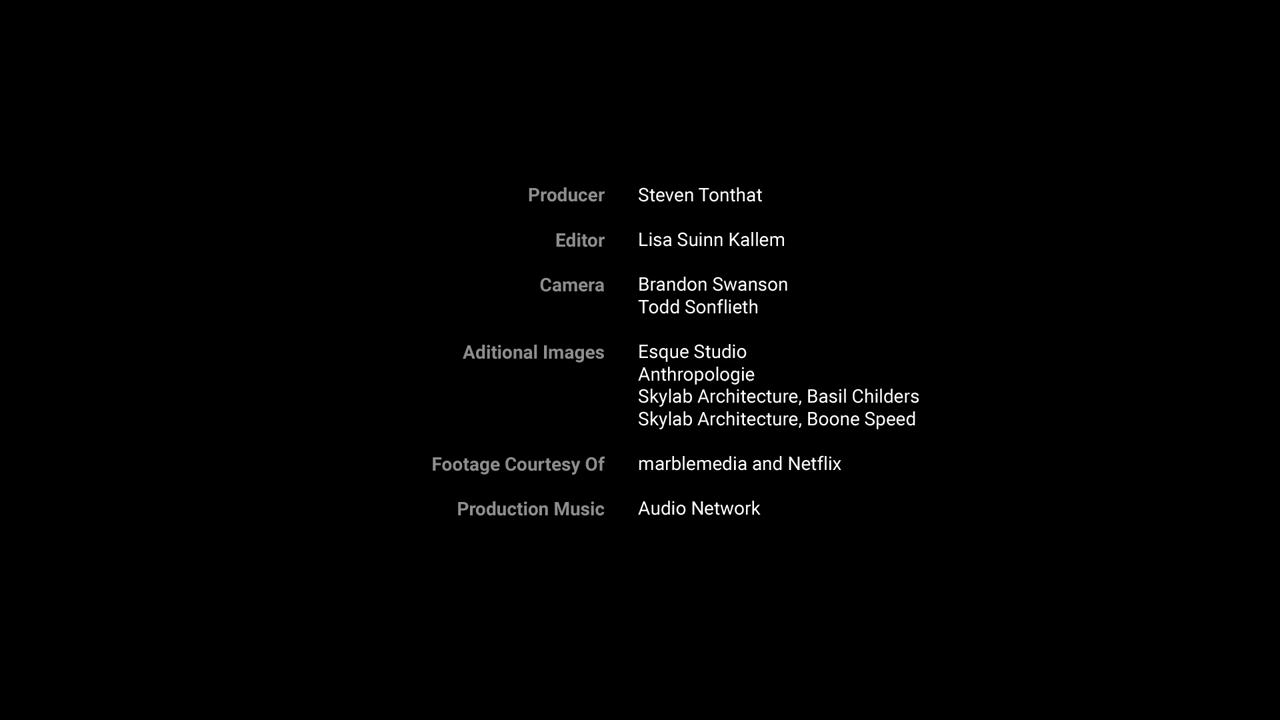 Producer Steven Tonthat
Editor Lisa Suinn Kallem
Camera Brandon Swanson
Todd Sonflieth
Aditional Images Esque Studio
Anthropologie
Skylab Architecture, Basil Childers
Skylab Architecture, Boone Speed
Footage Courtesy Of marblemedia and Netflix
Production Music Audio Network